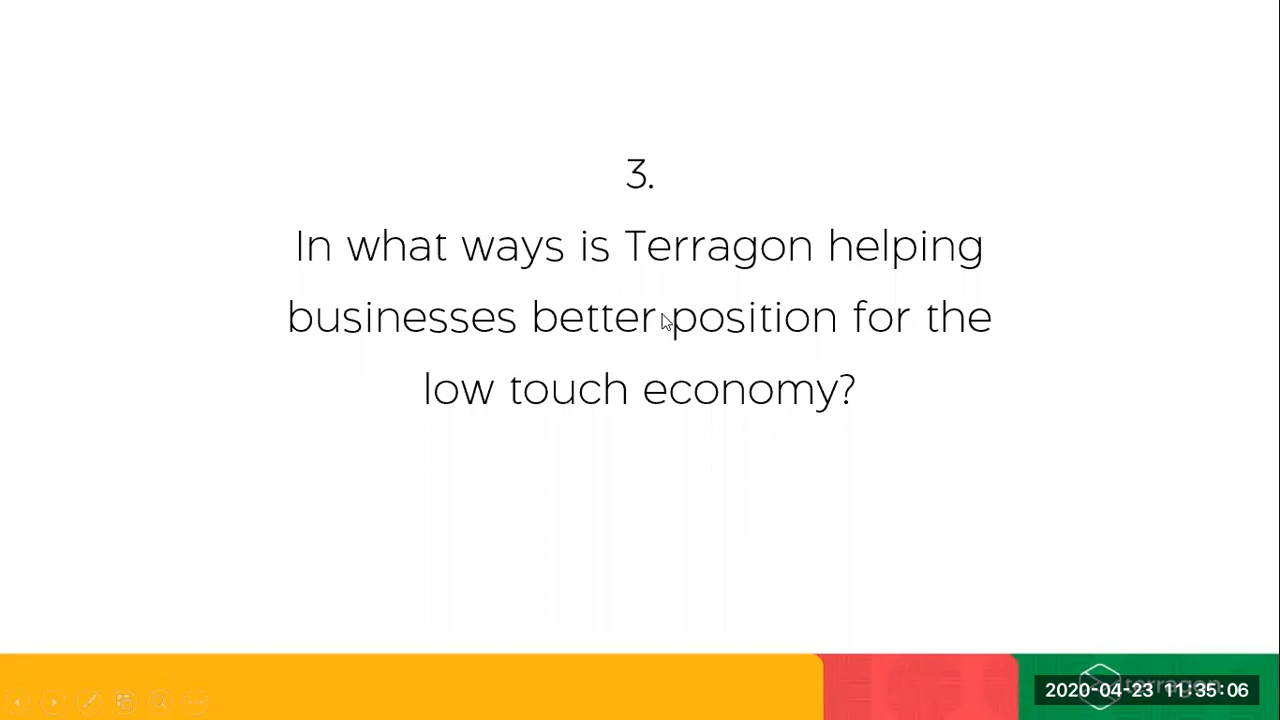 3.
In what ways is Terragon helping
businesses better position for the
low touch economy?
terragon
2020-04-23 11:35:06